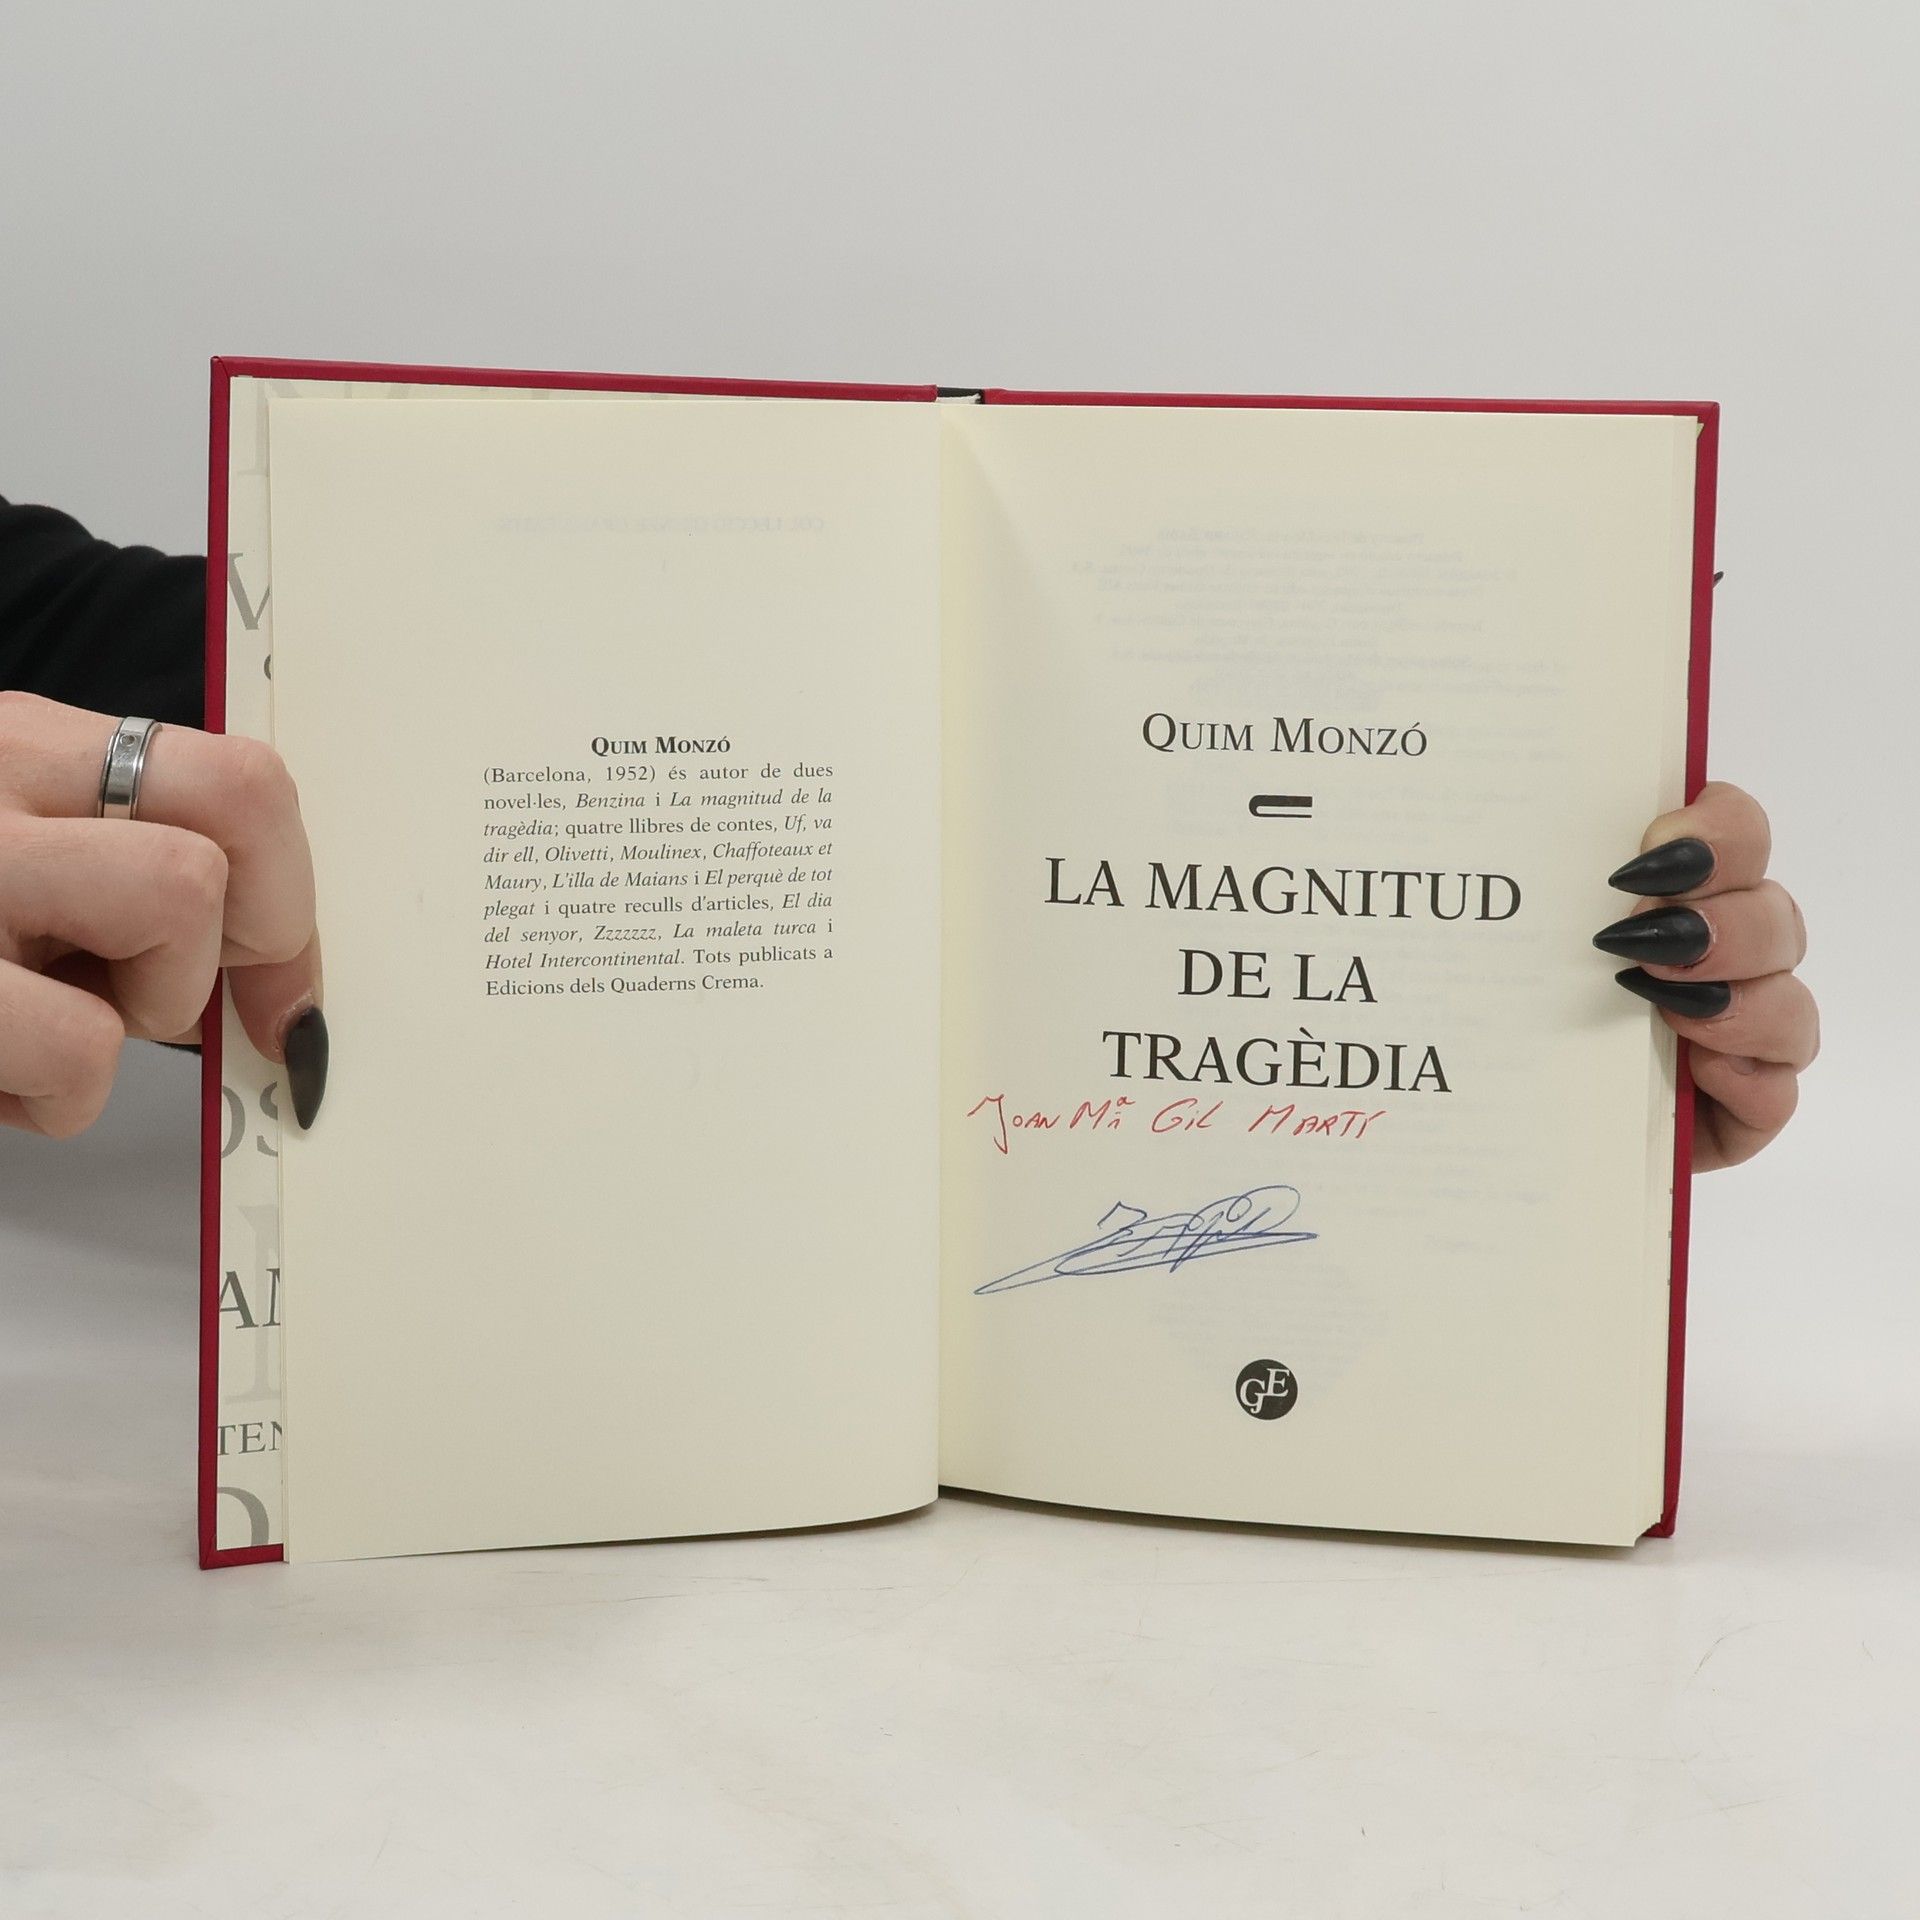 QUIM MONZÓ
(Barcelona, 1952) és autor de dues
novel·les, Benzina i La magnitud de la
tragèdia; quatre llibres de contes, Uf, va
dir ell, Olivetti, Moulinex, Chaffoteaux et
Maury, L'illa de Maians i El perquè de tot
plegat i quatre reculls d'articles, El dia
del senyor, Zzzzzzz, La maleta turca i
Hotel Intercontinental. Tots publicats a
Edicions dels Quaderns Crema.
QUIM MONZÓ
LA MAGNITUD
DE LA
TRAGÈDIA
JOAN Mª GIL MARTÍ
GE